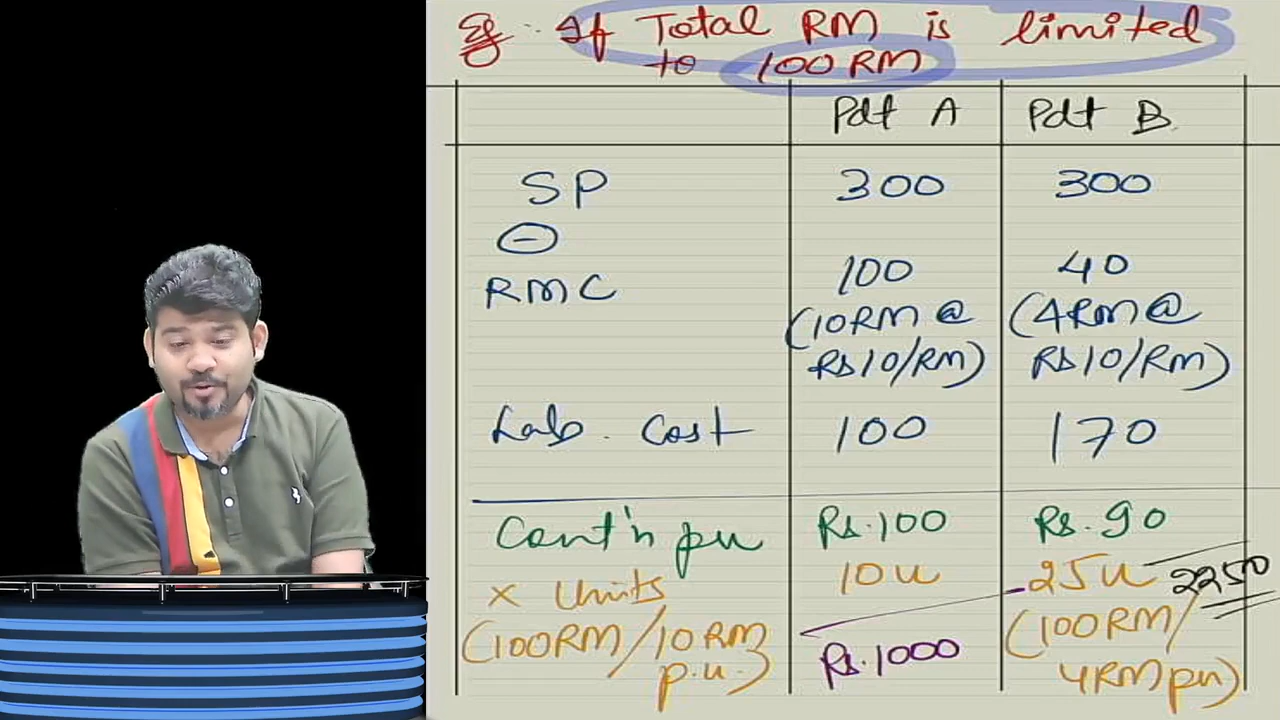 Eg. If Total RM is limited
to 100 RM
Pdt A Pdt B.
SP 300 300
⊖
RMC 100 40
(10RM @ (4RM @
Rs10/RM) Rs10/RM)
Lab. Cost 100 170
Cont'n pu Rs.100 Rs.90
x Units 10u 25u 2250
(100RM/10RM (100RM/
p.u.) Rs.1000 4RM pu)